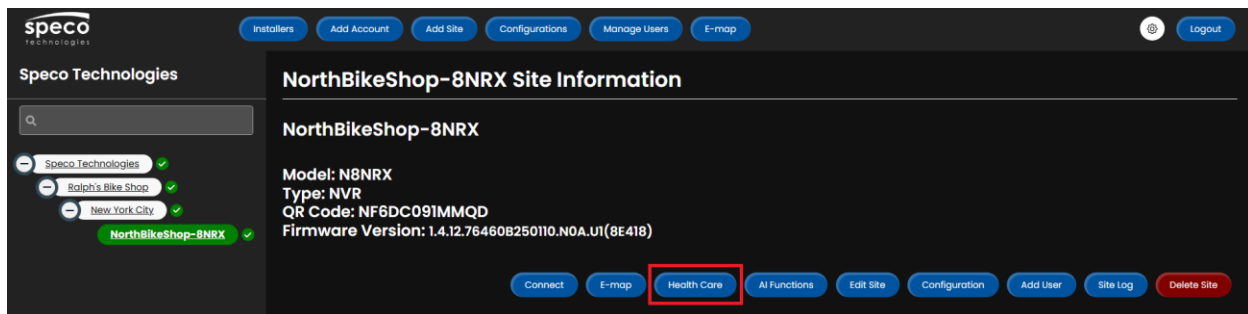 speco
technologies
Installers
Add Account
Add Site
Configurations
Manage Users
E-map
Logout
Speco Technologies
Speco Technologies
Ralph's Bike Shop
New York City
NorthBikeShop-8NRX
NorthBikeShop-8NRX Site Information
NorthBikeShop-8NRX
Model: N8NRX
Type: NVR
QR Code: NF6DC091MMQD
Firmware Version: 1.4.12.76460B250110.N0A.U1(8E418)
Connect
E-map
Health Care
AI Functions
Edit Site
Configuration
Add User
Site Log
Delete Site